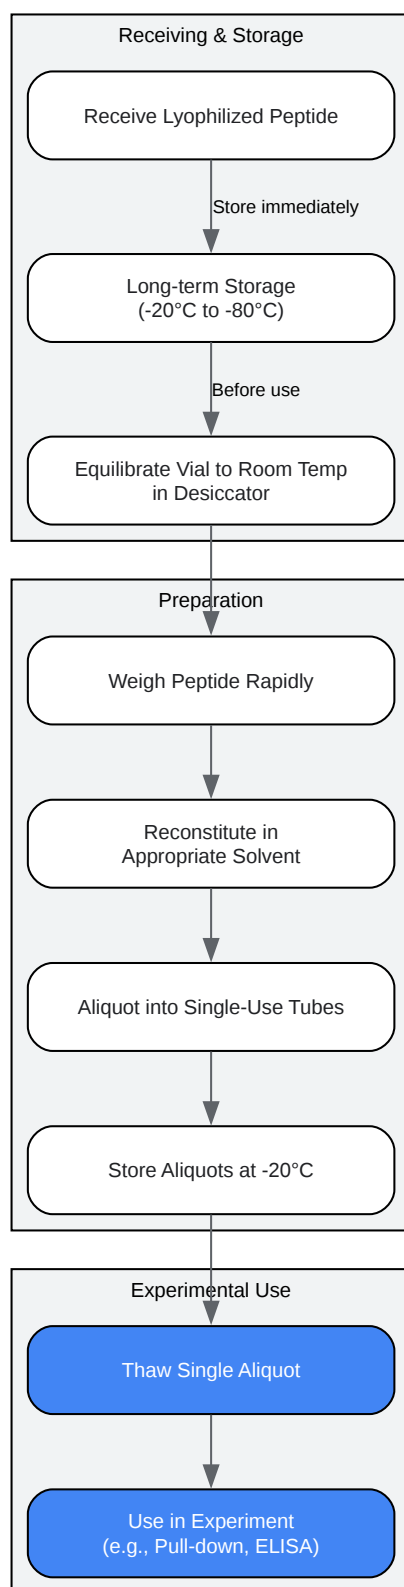 Receiving & Storage
Receive Lyophilized Peptide
Store immediately
Long-term Storage
(-20°C to -80°C)
Before use
Equilibrate Vial to Room Temp
in Desiccator
Preparation
Weigh Peptide Rapidly
Reconstitute in
Appropriate Solvent
Aliquot into Single-Use Tubes
Store Aliquots at -20°C
Experimental Use
Thaw Single Aliquot
Use in Experiment
(e.g., Pull-down, ELISA)